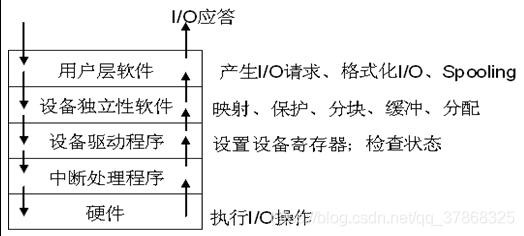 I/O应答
用户层软件 产生I/O请求、格式化I/O、Spooling
设备独立性软件 映射、保护、分块、缓冲、分配
设备驱动程序 设置设备寄存器；检查状态
中断处理程序
硬件 执行I/O操作
https://blog.csdn.net/qq_37868325